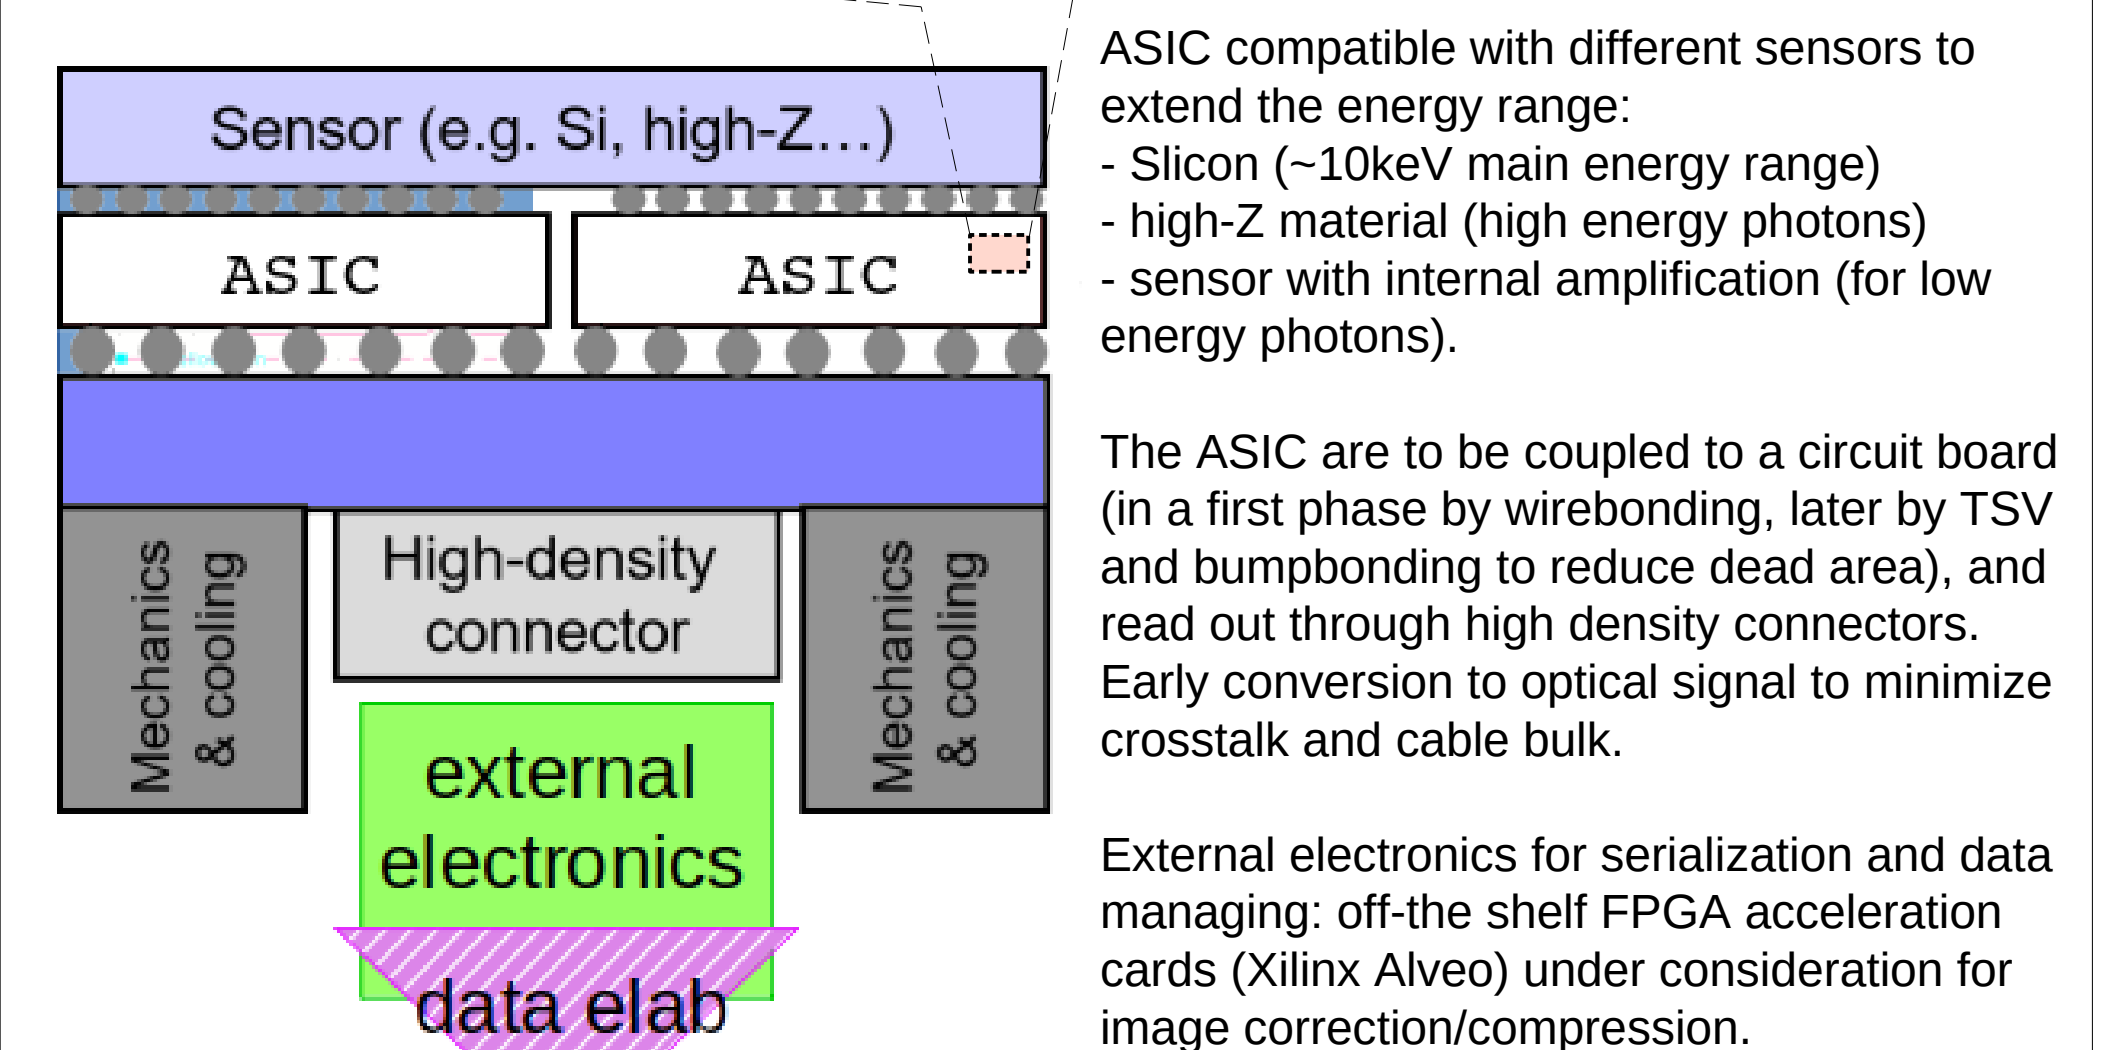 Sensor (e.g. Si, high-Z...)
ASIC
ASIC
High-density
connector
Mechanics
& cooling
Mechanics
& cooling
external
electronics
data elab
ASIC compatible with different sensors to
extend the energy range:
- Slicon (~10keV main energy range)
- high-Z material (high energy photons)
- sensor with internal amplification (for low
energy photons).
The ASIC are to be coupled to a circuit board
(in a first phase by wirebonding, later by TSV
and bumpbonding to reduce dead area), and
read out through high density connectors.
Early conversion to optical signal to minimize
crosstalk and cable bulk.
External electronics for serialization and data
managing: off-the shelf FPGA acceleration
cards (Xilinx Alveo) under consideration for
image correction/compression.